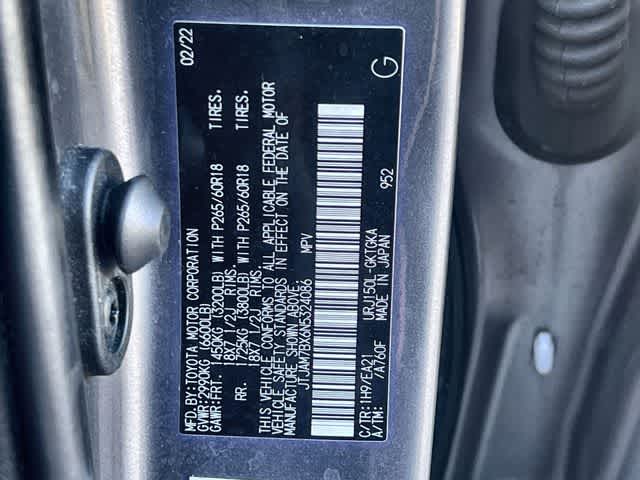 MFD.BY:TOYOTA MOTOR CORPORATION 02/22
GVWR:2990KG (6600LB)
GAWR:FRT. 1450KG (3200LB) WITH P265/60R18 TIRES.
18X7 1/2J RIMS.
RR. 1725KG (3800LB) WITH P265/60R18 TIRES.
18X7 1/2J RIMS.
THIS VEHICLE CONFORMS TO ALL APPLICABLE FEDERAL MOTOR
VEHICLE SAFETY STANDARDS IN EFFECT ON THE DATE OF
MANUFACTURE SHOWN ABOVE.
JTJAM7BX6N5324086 MPV
952
C/TR:1H9/EA21 URJ150L-GKTGKA
A/TM: /A760F MADE IN JAPAN
G